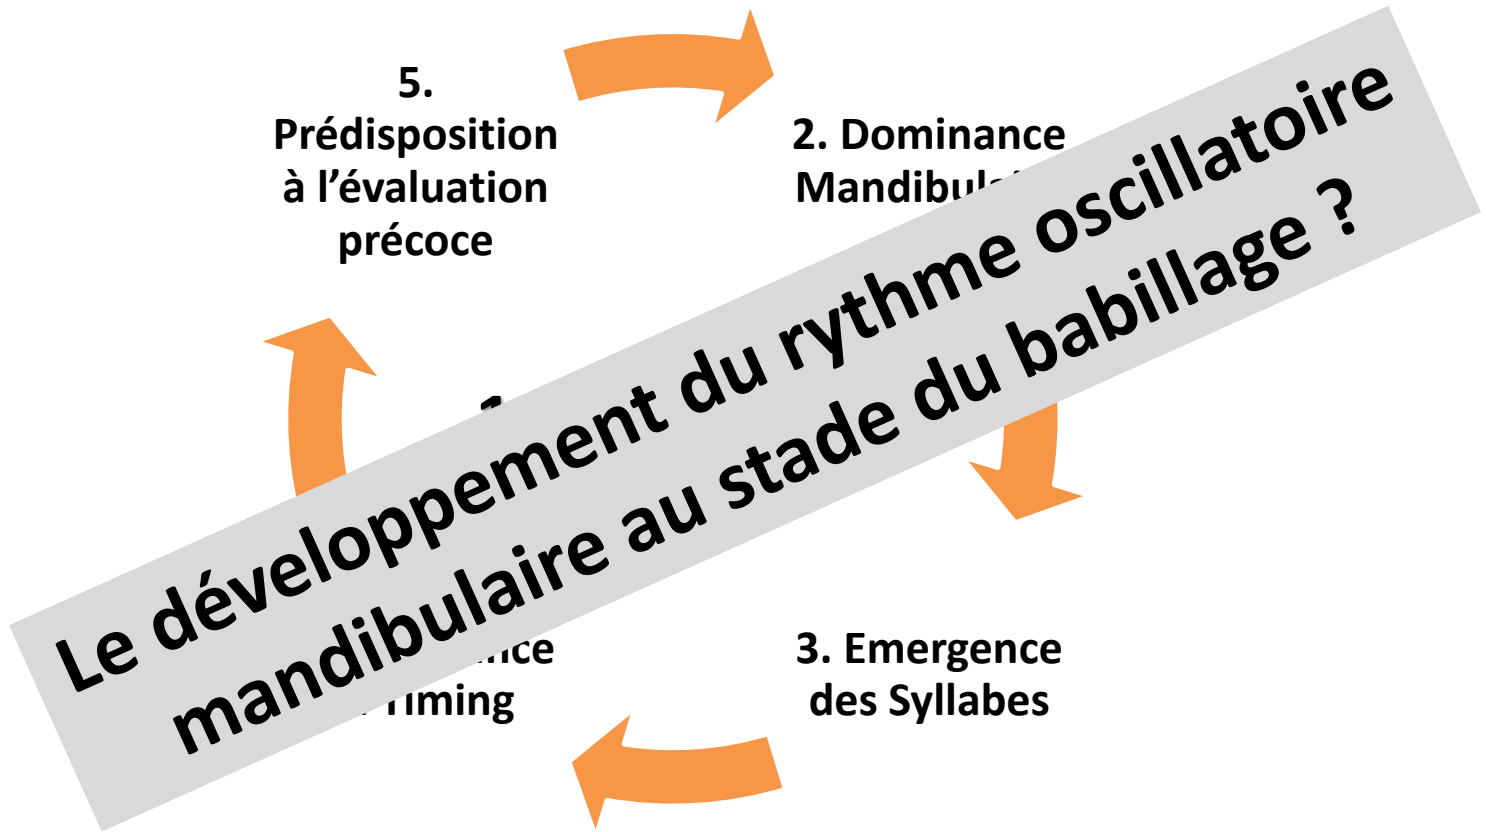 5.
Prédisposition
à l'évaluation
précoce
2. Dominance
Le développement du rythme oscillatoire
mandibulaire au stade du babillage ?
3. Emergence
des Syllabes
Timing